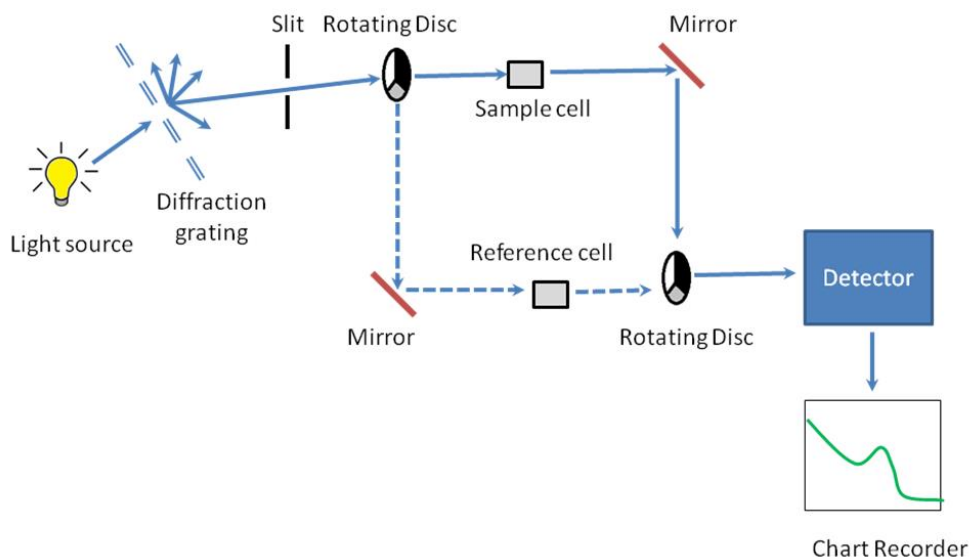 Slit
Rotating Disc
Mirror
Sample cell
Diffraction
grating
Light source
Reference cell
Mirror
Rotating Disc
Detector
Chart Recorder